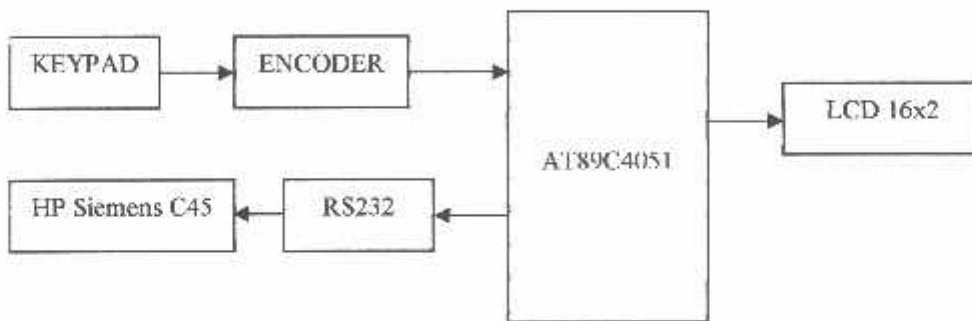 KEYPAD
ENCODER
LCD 16x2
AT89C4051
HP Siemens C45
RS232